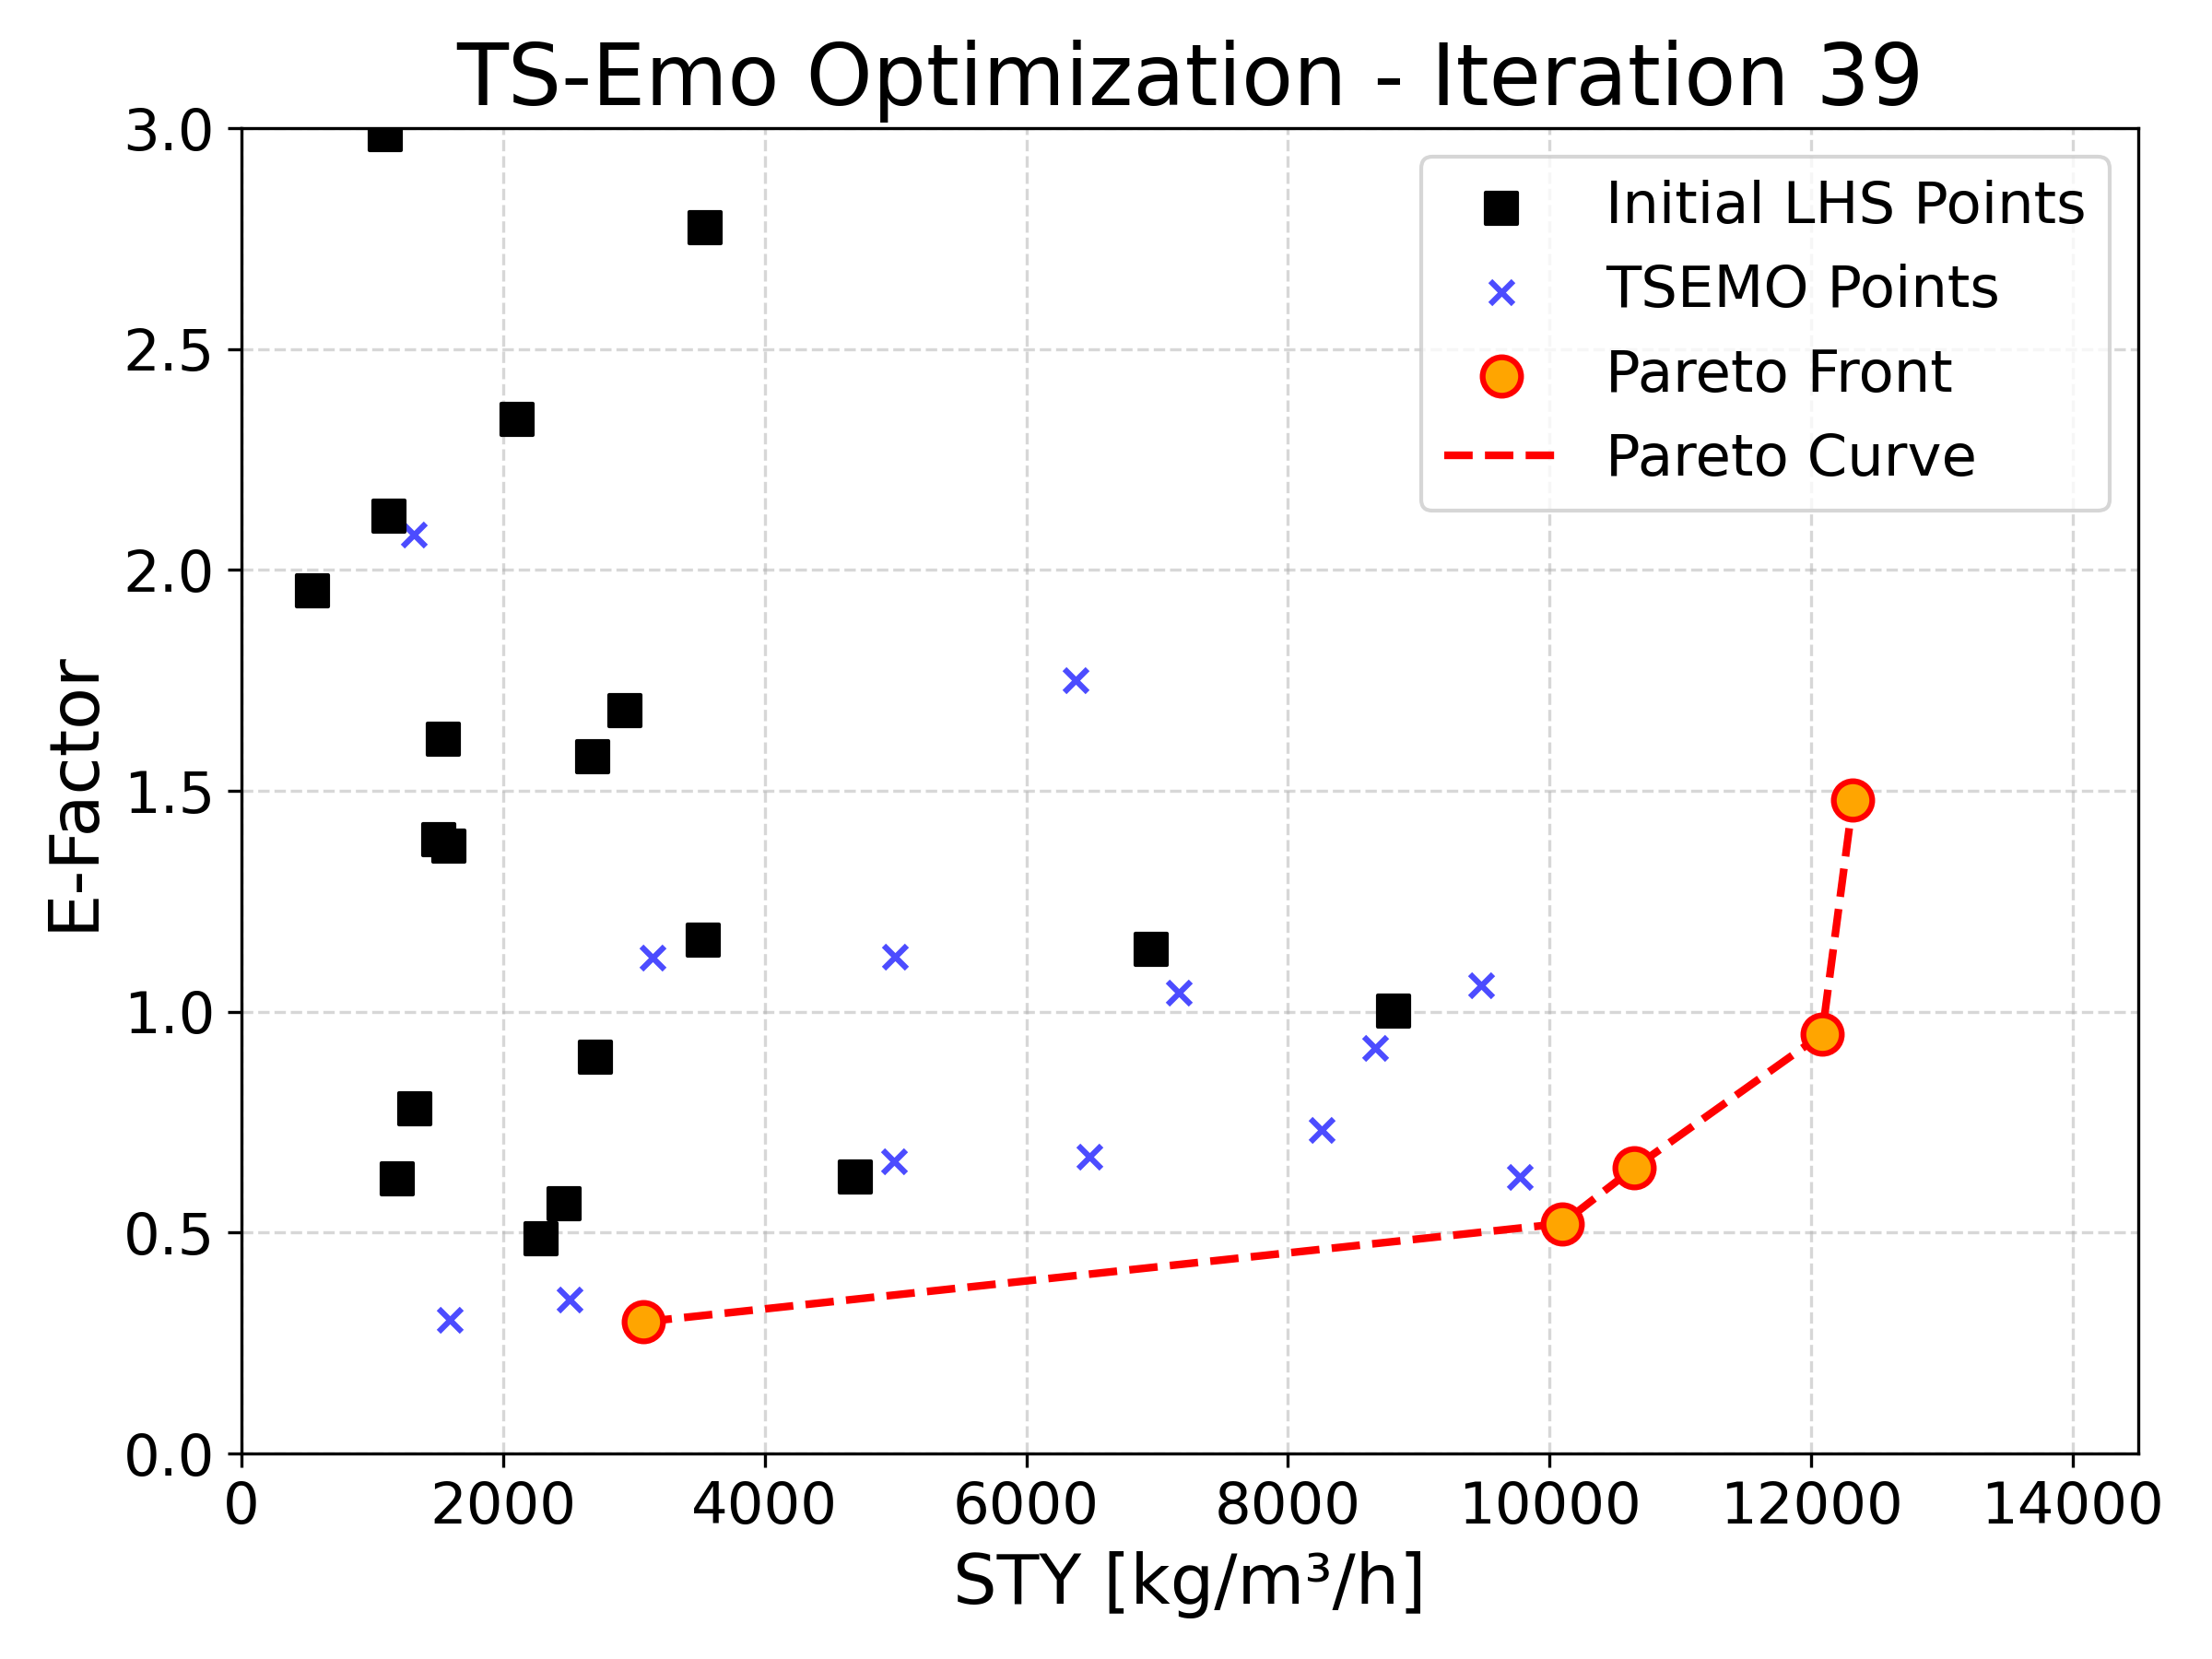 TS-Emo Optimization - Iteration 39
Initial LHS Points
TSEMO Points
Pareto Front
Pareto Curve
E-Factor
3.0
2.5
2.0
1.5
1.0
0.5
0.0
0 2000 4000 6000 8000 10000 12000 14000
STY [kg/m³/h]